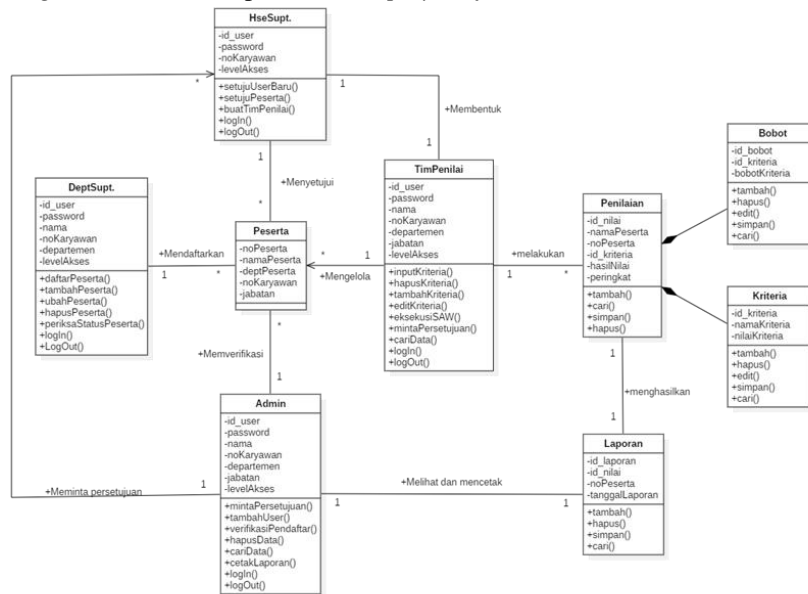 HseSupt.
-id_user
-password
-noKaryawan
-levelAkses
+setujuUserBaru()
+setujuPeserta()
+buatTimPenilai()
+logIn()
+logOut()
*
1
+Membentuk
1
1
+Menyetujui
*
DeptSupt.
-id_user
-password
-nama
-noKaryawan
-departemen
-levelAkses
+daftarPeserta()
+tambahPeserta()
+ubahPeserta()
+hapusPeserta()
+periksaStatusPeserta()
+logIn()
+LogOut()
+Mendaftarkan
1
*
Peserta
-noPeserta
-namaPeserta
-deptPeserta
-noKaryawan
-jabatan
*
1
+Mengelola
TimPenilai
-id_user
-password
-nama
-noKaryawan
-departemen
-jabatan
-levelAkses
+inputKriteria()
+hapusKriteria()
+tambahKriteria()
+editKriteria()
+eksekusiSAW()
+mintaPersetujuan()
+cariData()
+logIn()
+logOut()
+melakukan
1
*
Penilaian
-id_nilai
-namaPeserta
-noPeserta
-id_kriteria
-hasilNilai
-peringkat
+tambah()
+cari()
+simpan()
+hapus()
Bobot
-id_bobot
-id_kriteria
-bobotKriteria
+tambah()
+hapus()
+edit()
+simpan()
+cari()
Kriteria
-id_kriteria
-namaKriteria
-nilaiKriteria
+tambah()
+hapus()
+edit()
+simpan()
+cari()
*
+Memverifikasi
1
1
+menghasilkan
1
Admin
-id_user
-password
-nama
-noKaryawan
-departemen
-jabatan
-levelAkses
+mintaPersetujuan()
+tambahUser()
+verifikasiPendaftar()
+hapusData()
+cariData()
+cetakLaporan()
+logIn()
+logOut()
+Meminta persetujuan
1
+Melihat dan mencetak
1
1
Laporan
-id_laporan
-id_nilai
-noPeserta
-tanggalLaporan
+tambah()
+hapus()
+simpan()
+cari()